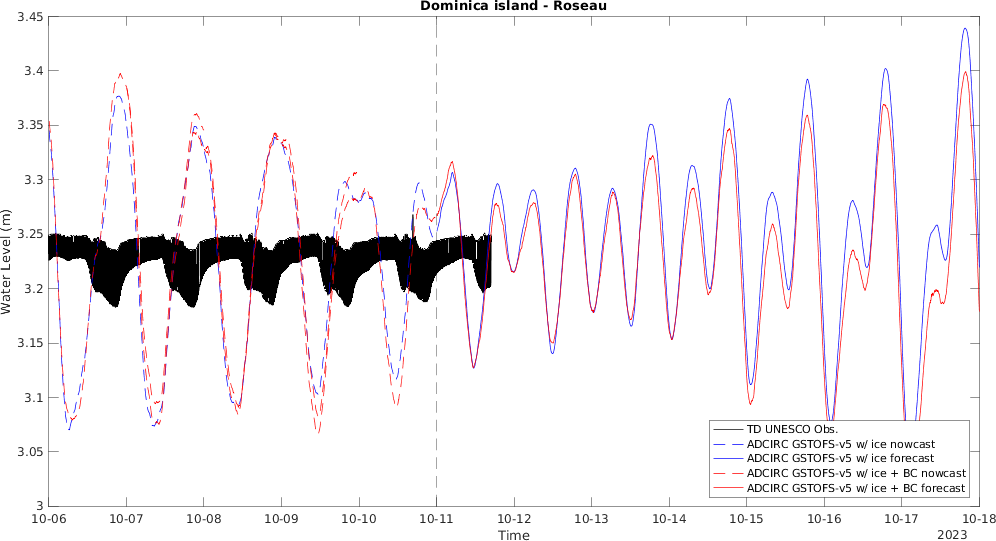 Dominica island - Roseau
3.45
3.4
3.35
3.3
3.25
3.2
3.15
3.1
3.05
3
Water Level (m)
10-06 10-07 10-08 10-09 10-10 10-11 10-12 10-13 10-14 10-15 10-16 10-17 10-18
Time
2023
TD UNESCO Obs.
ADCIRC GSTOFS-v5 w/ ice nowcast
ADCIRC GSTOFS-v5 w/ ice forecast
ADCIRC GSTOFS-v5 w/ ice + BC nowcast
ADCIRC GSTOFS-v5 w/ ice + BC forecast